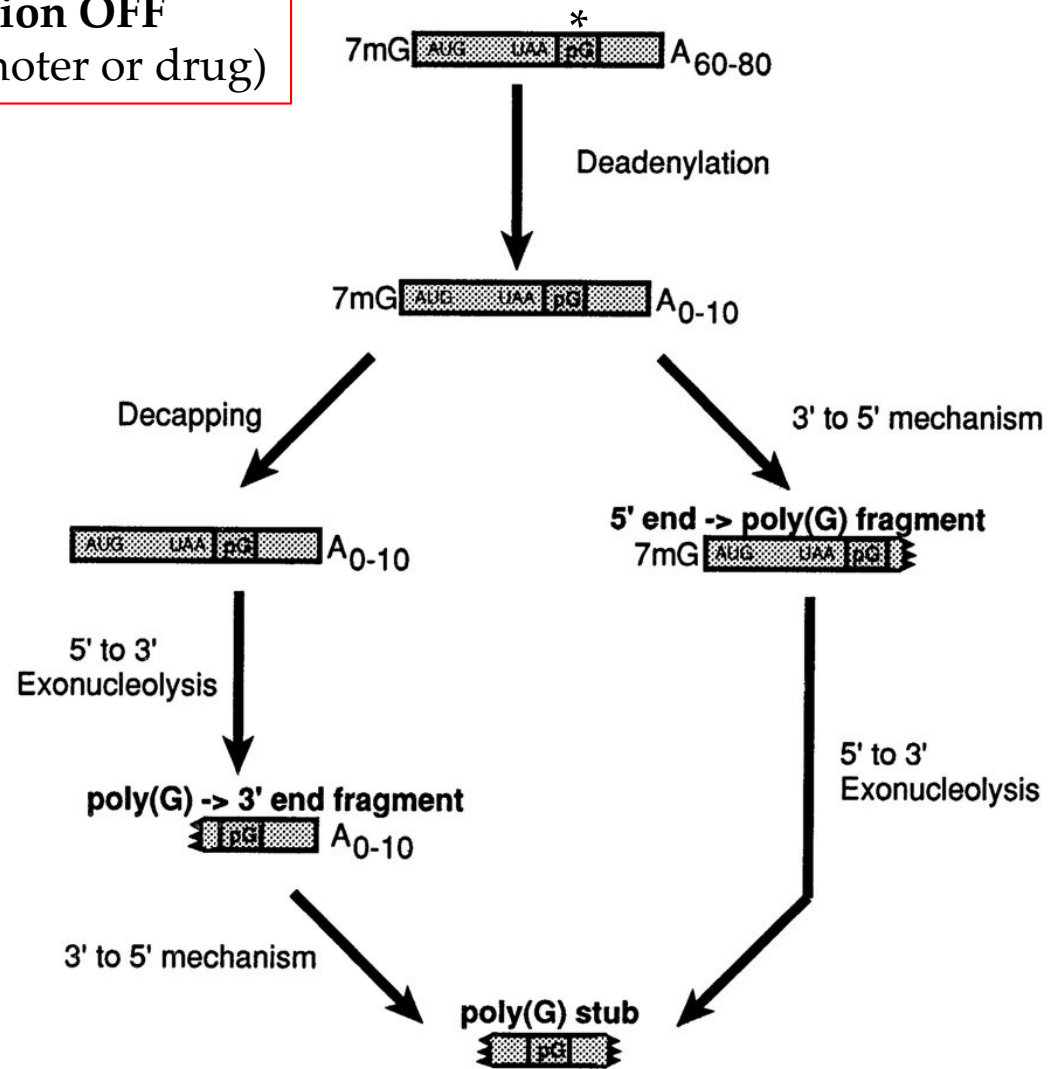 ion OFF
noter or drug)
*
7mG AUG UAA pG A60-80
Deadenylation
7mG AUG UAA pG A0-10
Decapping
3' to 5' mechanism
AUG UAA pG A0-10
5' end -> poly(G) fragment
7mG AUG UAA pG
5' to 3'
Exonucleolysis
5' to 3'
Exonucleolysis
poly(G) -> 3' end fragment
pG A0-10
3' to 5' mechanism
poly(G) stub
pG